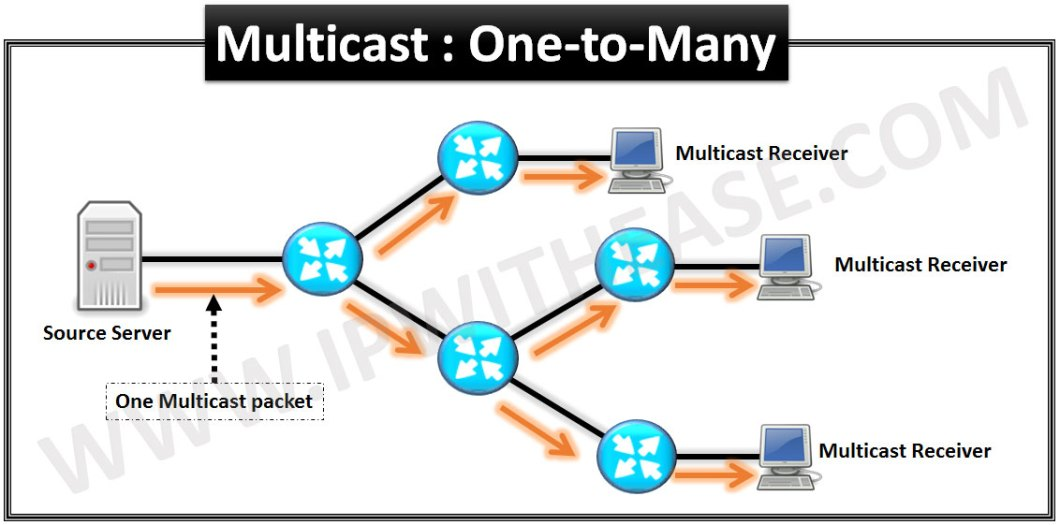 Multicast : One-to-Many
Multicast Receiver
Multicast Receiver
Source Server
One Multicast packet
Multicast Receiver
WWW.IPWITHEASE.COM